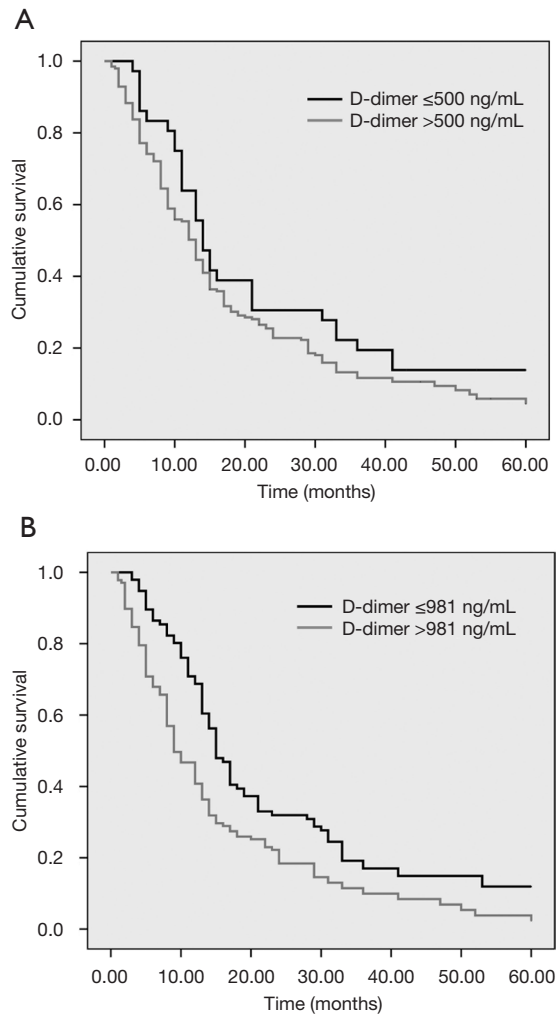 A
1.0
0.8
0.6
0.4
0.2
0.0
Cumulative survival
D-dimer ≤500 ng/mL
D-dimer >500 ng/mL
0.00 10.00 20.00 30.00 40.00 50.00 60.00
Time (months)
B
1.0
0.8
0.6
0.4
0.2
0.0
Cumulative survival
D-dimer ≤981 ng/mL
D-dimer >981 ng/mL
0.00 10.00 20.00 30.00 40.00 50.00 60.00
Time (months)